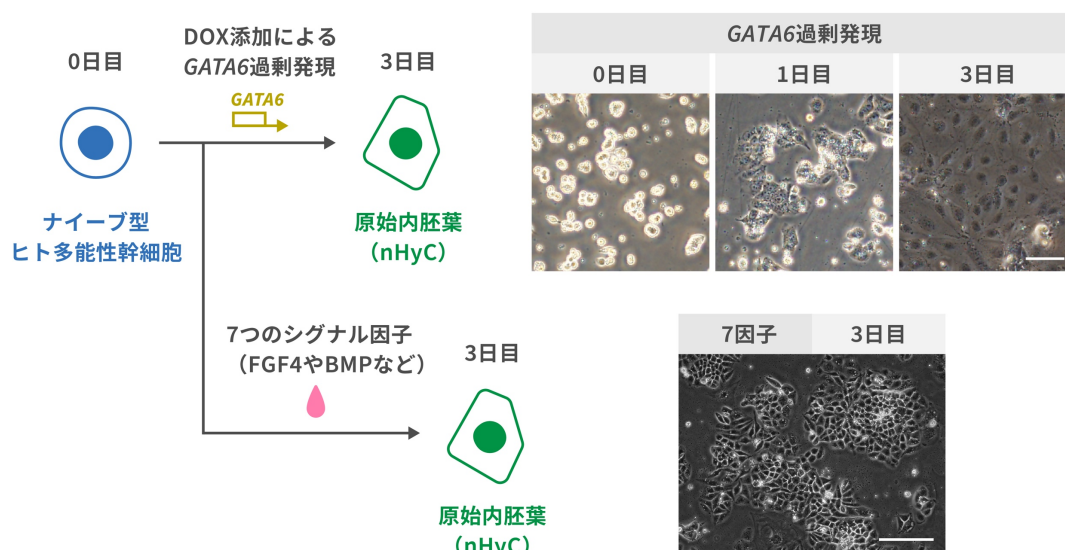 0日目
DOX添加による
GATA6過剰発現
GATA6
3日目
ナイーブ型
ヒト多能性幹細胞
原始内胚葉
（nHyC）
7つのシグナル因子
（FGF4やBMPなど）
3日目
原始内胚葉
（nHyC）
GATA6過剰発現
0日目
1日目
3日目
7因子
3日目